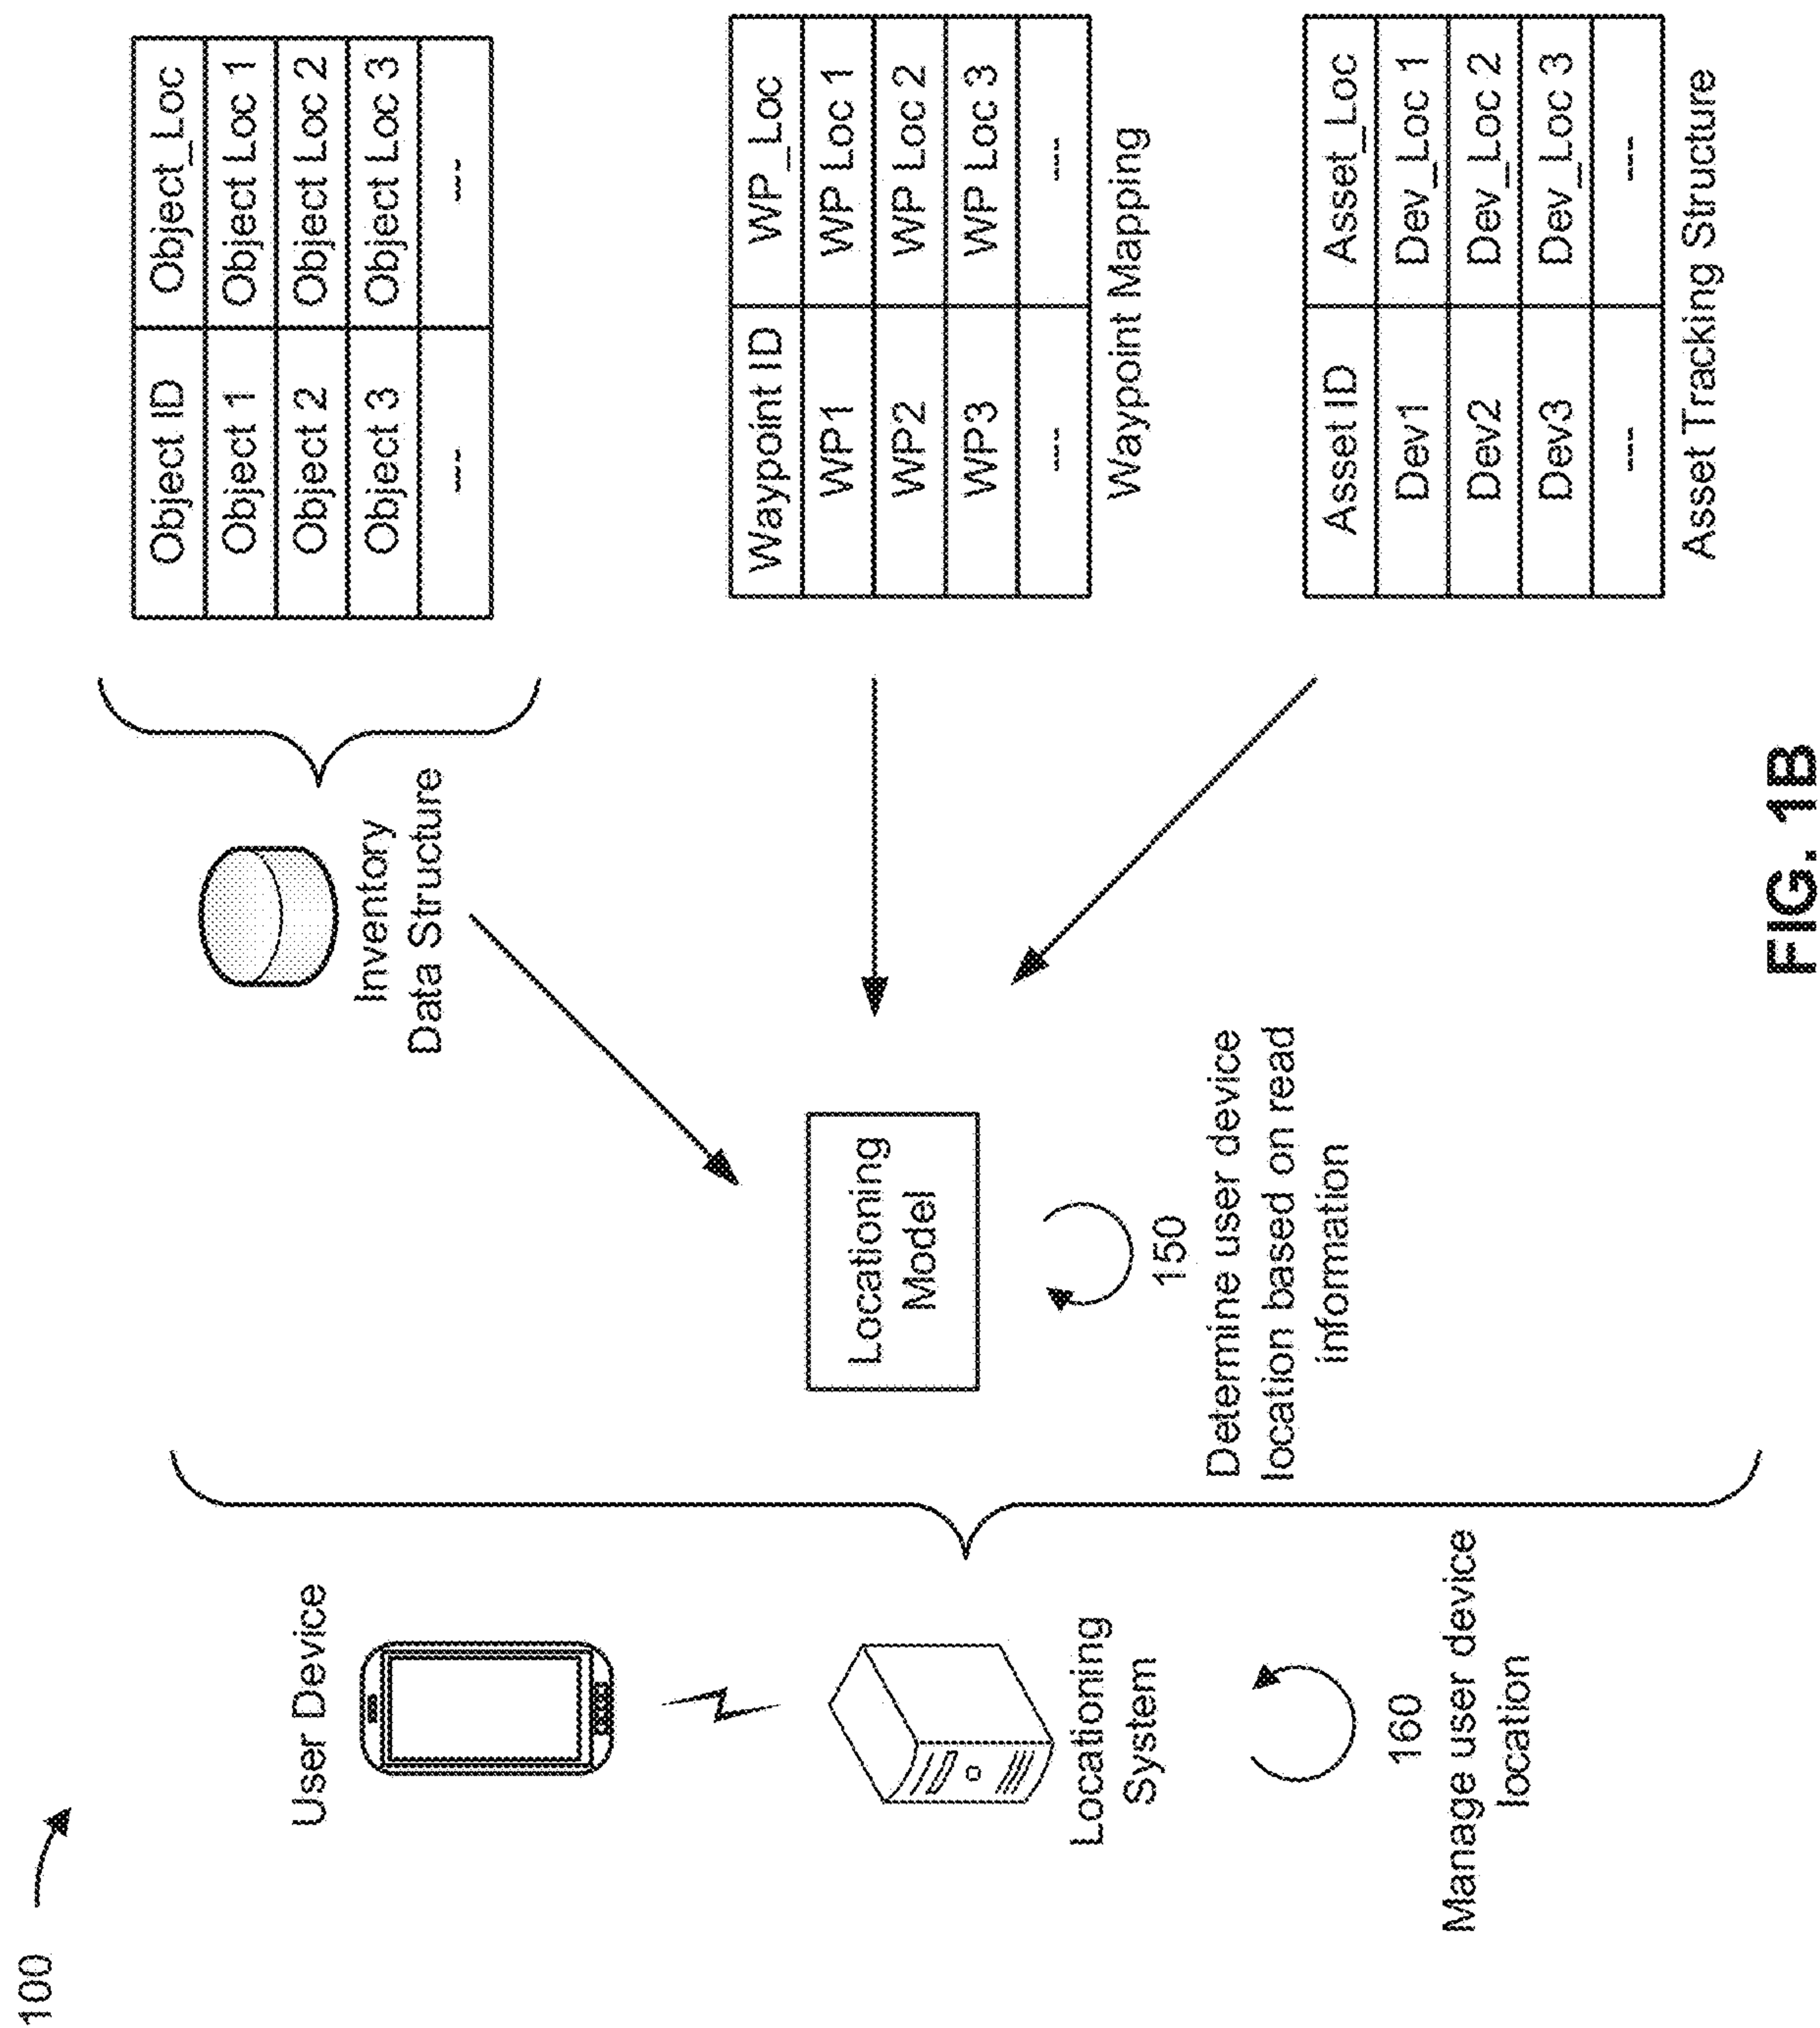 100
User Device
Locationing
System
160
Manage user device
location
Locationing
Model
150
Determine user device
location based on read
information
Inventory
Data Structure
Object ID Object_Loc
Object 1 Object Loc 1
Object 2 Object Loc 2
Object 3 Object Loc 3
--- ---
Waypoint ID WP_Loc
WP1 WP Loc 1
WP2 WP Loc 2
WP3 WP Loc 3
--- ---
Waypoint Mapping
Asset ID Asset_Loc
Dev1 Dev_Loc 1
Dev2 Dev_Loc 2
Dev3 Dev_Loc 3
--- ---
Asset Tracking Structure
FIG. 1B